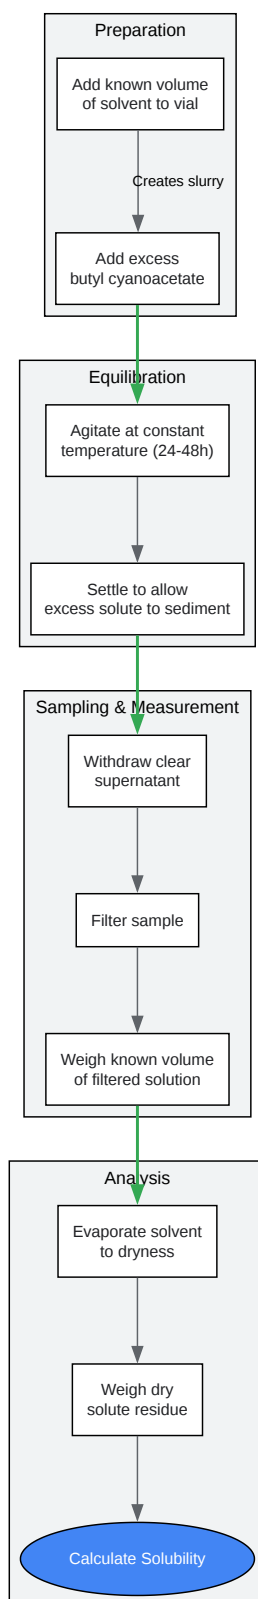 Preparation
Add known volume
of solvent to vial
Creates slurry
Add excess
butyl cyanoacetate
Equilibration
Agitate at constant
temperature (24-48h)
Settle to allow
excess solute to sediment
Sampling & Measurement
Withdraw clear
supernatant
Filter sample
Weigh known volume
of filtered solution
Analysis
Evaporate solvent
to dryness
Weigh dry
solute residue
Calculate Solubility